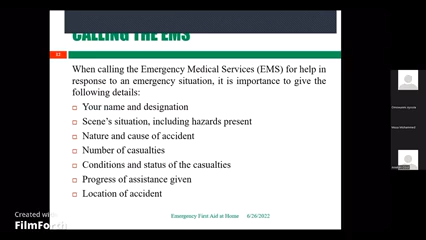 CALLING THE EMS
13
When calling the Emergency Medical Services (EMS) for help in
response to an emergency situation, it is importance to give the
following details:
Your name and designation
Scene's situation, including hazards present
Nature and cause of accident
Number of casualties
Conditions and status of the casualties
Progress of assistance given
Location of accident
Emergency First Aid at Home 6/26/2022
Created with
FilmFor